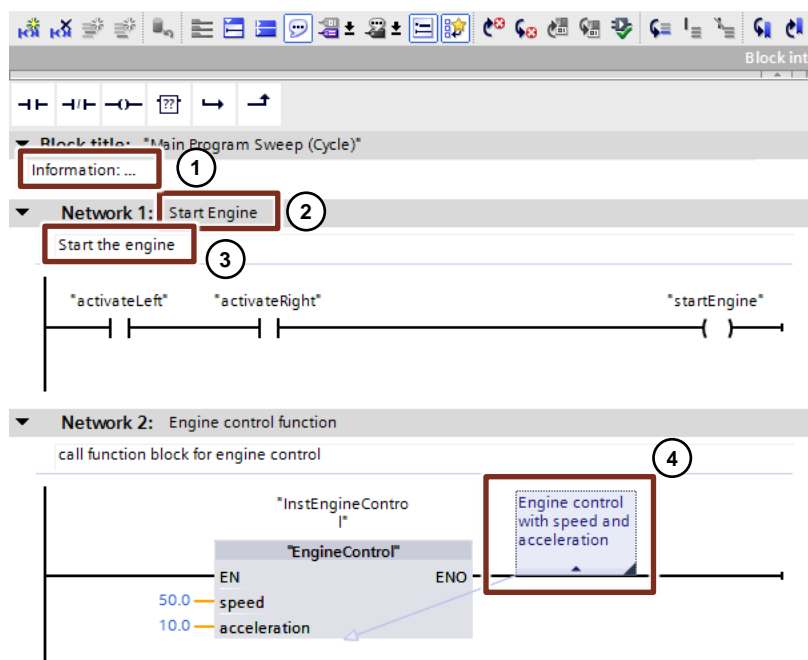 Block int
??
Block title: "Main Program Sweep (Cycle)"
Information: ...
1
Network 1: Start Engine
2
Start the engine
3
"activateLeft" "activateRight" "startEngine"
Network 2: Engine control function
call function block for engine control
4
"InstEngineContro
l"
Engine control
with speed and
acceleration
"EngineControl"
EN ENO
50.0 speed
10.0 acceleration